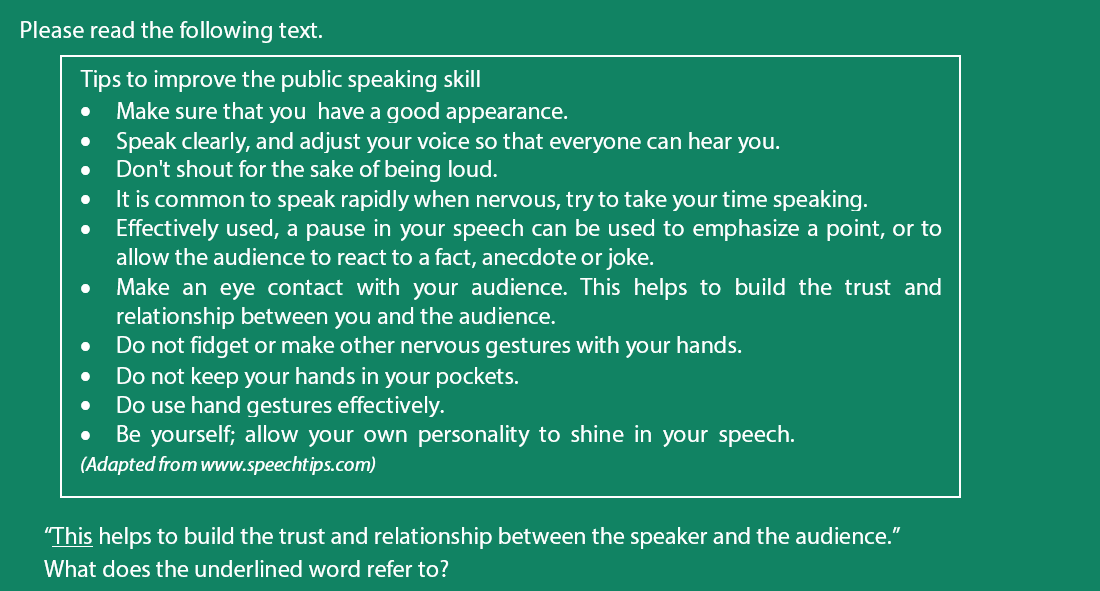 Please read the following text.
Tips to improve the public speaking skill
• Make sure that you have a good appearance.
• Speak clearly, and adjust your voice so that everyone can hear you.
• Don't shout for the sake of being loud.
• It is common to speak rapidly when nervous, try to take your time speaking.
• Effectively used, a pause in your speech can be used to emphasize a point, or to
allow the audience to react to a fact, anecdote or joke.
• Make an eye contact with your audience. This helps to build the trust and
relationship between you and the audience.
• Do not fidget or make other nervous gestures with your hands.
• Do not keep your hands in your pockets.
• Do use hand gestures effectively.
• Be yourself; allow your own personality to shine in your speech.
(Adapted from www.speechtips.com)
“This helps to build the trust and relationship between the speaker and the audience.”
What does the underlined word refer to?